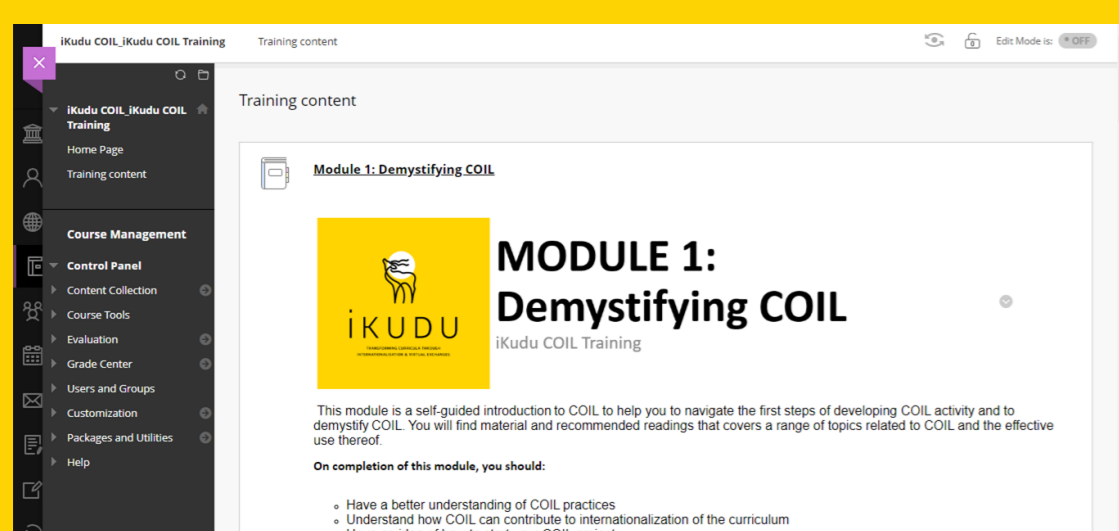 iKudu COIL_iKudu COIL Training
Training content
Edit Mode is:
OFF
iKudu COIL_iKudu COIL
Training
Home Page
Training content
Course Management
Control Panel
Content Collection
Course Tools
Evaluation
Grade Center
Users and Groups
Customization
Packages and Utilities
Help
Training content
Module 1: Demystifying COIL
iKUDU
TRANSFORMING CURRICULA THROUGH
INTERNATIONALISATION & VIRTUAL EXCHANGES
MODULE 1:
Demystifying COIL
iKudu COIL Training
This module is a self-guided introduction to COIL to help you to navigate the first steps of developing COIL activity and to
demystify COIL. You will find material and recommended readings that covers a range of topics related to COIL and the effective
use thereof.
On completion of this module, you should:
Have a better understanding of COIL practices
Understand how COIL can contribute to internationalization of the curriculum